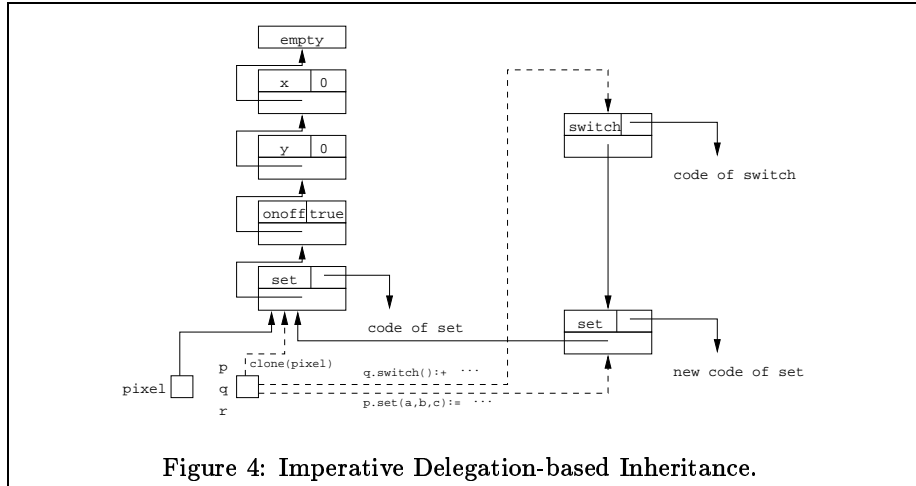 empty
x 0
y 0
switch
code of switch
onoff true
set
code of set
set
new code of set
p
clone(pixel)
q.switch():+ ...
pixel
q
p.set(a,b,c):= ...
r
Figure 4: Imperative Delegation-based Inheritance.